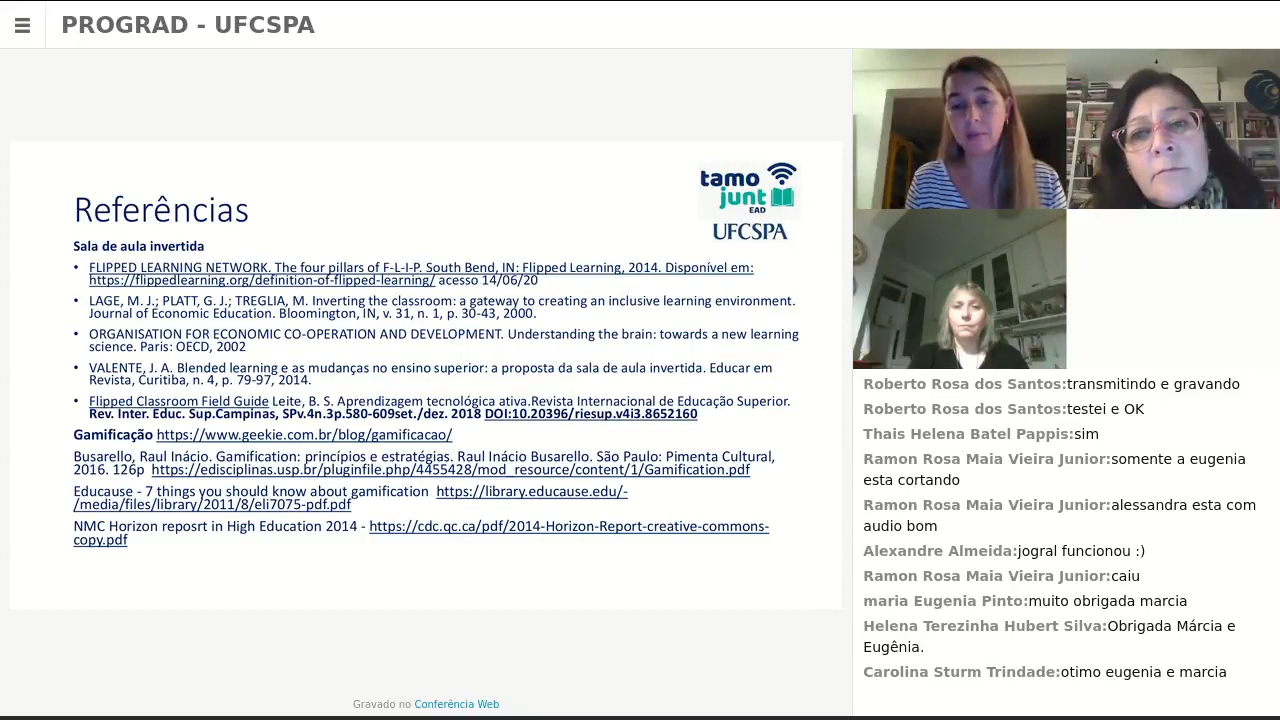 PROGRAD - UFCSPA
tamo
junt
EAD
UFCSPA
Referências
Sala de aula invertida
• FLIPPED LEARNING NETWORK. The four pillars of F-L-I-P. South Bend, IN: Flipped Learning, 2014. Disponível em:
https://flippedlearning.org/definition-of-flipped-learning/ acesso 14/06/20
• LAGE, M. J.; PLATT, G. J.; TREGLIA, M. Inverting the classroom: a gateway to creating an inclusive learning environment.
Journal of Economic Education. Bloomington, IN, v. 31, n. 1, p. 30-43, 2000.
• ORGANISATION FOR ECONOMIC CO-OPERATION AND DEVELOPMENT. Understanding the brain: towards a new learning
science. Paris: OECD, 2002
• VALENTE, J. A. Blended learning e as mudanças no ensino superior: a proposta da sala de aula invertida. Educar em
Revista, Curitiba, n. 4, p. 79-97, 2014.
• Flipped Classroom Field Guide Leite, B. S. Aprendizagem tecnológica ativa.Revista Internacional de Educação Superior.
Rev. Inter. Educ. Sup.Campinas, SPv.4n.3p.580-609set./dez. 2018 DOI:10.20396/riesup.v4i3.8652160
Gamificação https://www.geekie.com.br/blog/gamificacao/
Busarello, Raul Inácio. Gamification: princípios e estratégias. Raul Inácio Busarello. São Paulo: Pimenta Cultural,
2016. 126p https://edisciplinas.usp.br/pluginfile.php/4455428/mod_resource/content/1/Gamification.pdf
Educause - 7 things you should know about gamification https://library.educause.edu/-
/media/files/library/2011/8/eli7075-pdf.pdf
NMC Horizon reposrt in High Education 2014 - https://cdc.qc.ca/pdf/2014-Horizon-Report-creative-commons-
copy.pdf
Gravado no Conferência Web
Roberto Rosa dos Santos:transmitindo e gravando
Roberto Rosa dos Santos:testei e OK
Thais Helena Batel Pappis:sim
Ramon Rosa Maia Vieira Junior:somente a eugenia
esta cortando
Ramon Rosa Maia Vieira Junior:alessandra esta com
audio bom
Alexandre Almeida:jogral funcionou :)
Ramon Rosa Maia Vieira Junior:caiu
maria Eugenia Pinto:muito obrigada marcia
Helena Terezinha Hubert Silva:Obrigada Márcia e
Eugênia.
Carolina Sturm Trindade:otimo eugenia e marcia